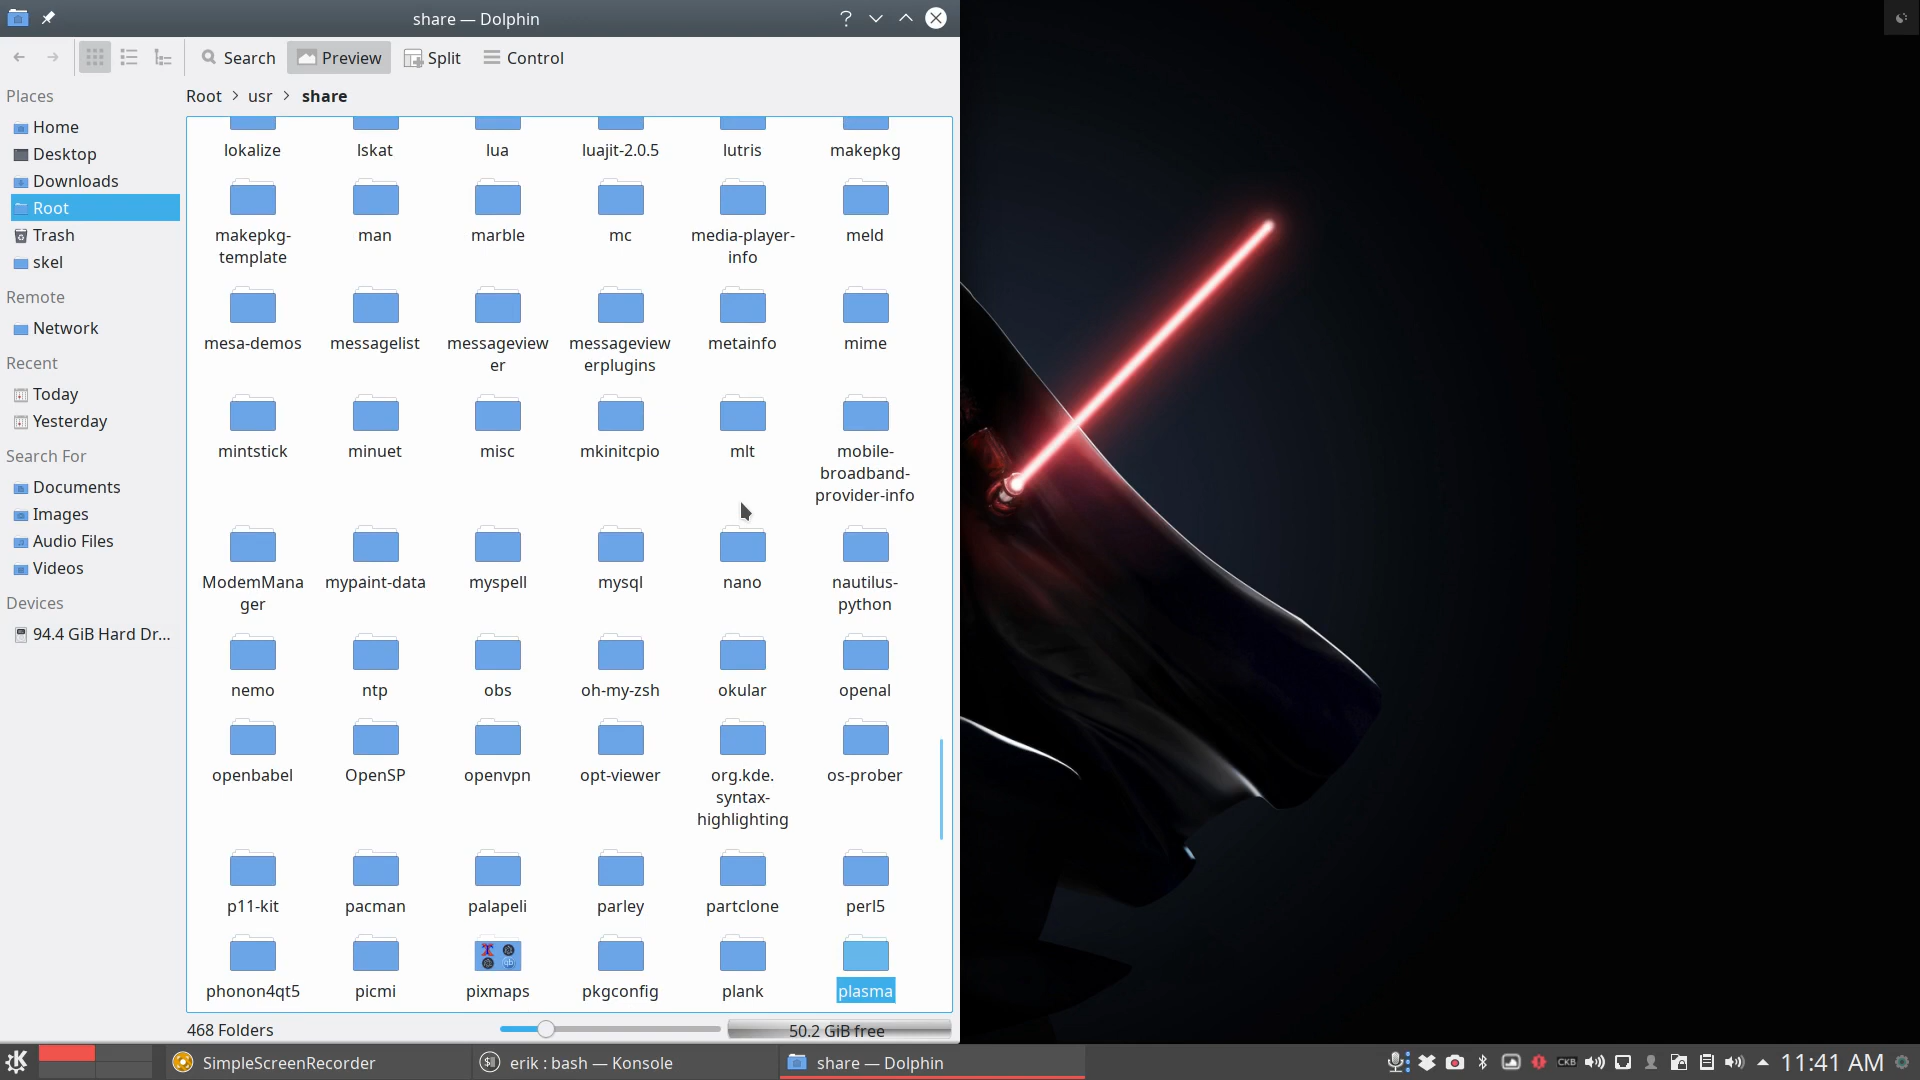 share — Dolphin
?
Search
Preview
Split
Control
Places
Root > usr > share
Home
Desktop
Downloads
Root
Trash
skel
Remote
Network
Recent
Today
Yesterday
Search For
Documents
Images
Audio Files
Videos
Devices
94.4 GiB Hard Dr...
lokalize lskat lua luajit-2.0.5 lutris makepkg
makepkg- man marble mc media-player- meld
template info
mesa-demos messagelist messageview messageview metainfo mime
er erplugins
mintstick minuet misc mkinitcpio mlt mobile-
broadband-
provider-info
ModemMana mypaint-data myspell mysql nano nautilus-
ger python
nemo ntp obs oh-my-zsh okular openal
openbabel OpenSP openvpn opt-viewer org.kde. os-prober
syntax-
highlighting
p11-kit pacman palapeli parley partclone perl5
phonon4qt5 picmi pixmaps pkgconfig plank plasma
468 Folders
50.2 GiB free
SimpleScreenRecorder
erik : bash — Konsole
share — Dolphin
CKB
11:41 AM